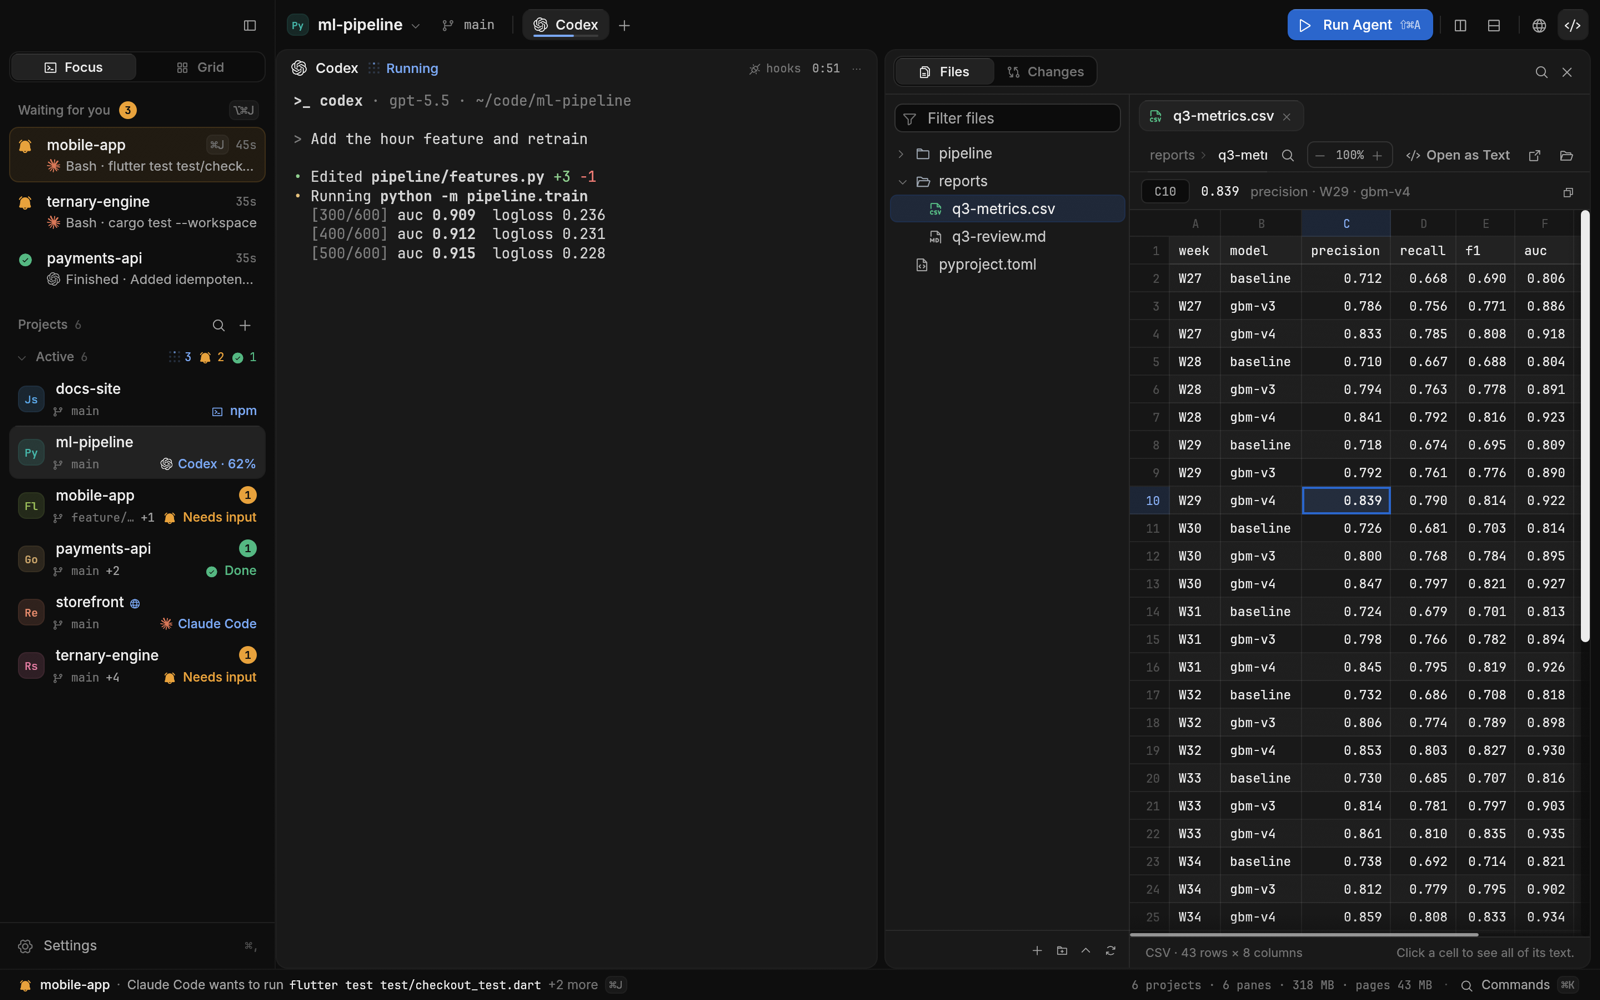 Focus
Grid
Waiting for you 3 ⌥⌘J
mobile-app ⌘J 45s
Bash · flutter test test/check...
ternary-engine 35s
Bash · cargo test --workspace
payments-api 35s
Finished · Added idempoten...
Projects 6
Active 6 3 2 1
Js docs-site
main npm
Py ml-pipeline
main Codex · 62%
Fl mobile-app 1
feature/… +1 Needs input
Go payments-api 1
main +2 Done
Re storefront
main Claude Code
Rs ternary-engine 1
main +4 Needs input
Settings ⌘,
Py ml-pipeline main Codex
Run Agent ⇧⌘A
Codex Running hooks 0:51 ...
>_ codex · gpt-5.5 · ~/code/ml-pipeline
> Add the hour feature and retrain
• Edited pipeline/features.py +3 -1
• Running python -m pipeline.train
[300/600] auc 0.909 logloss 0.236
[400/600] auc 0.912 logloss 0.231
[500/600] auc 0.915 logloss 0.228
Files Changes
Filter files
pipeline
reports
q3-metrics.csv
q3-review.md
pyproject.toml
q3-metrics.csv
reports › q3-metr 100% Open as Text
C10 0.839 precision · W29 · gbm-v4
A B C D E F
1 week model precision recall f1 auc
2 W27 baseline 0.712 0.668 0.690 0.806
3 W27 gbm-v3 0.786 0.756 0.771 0.886
4 W27 gbm-v4 0.833 0.785 0.808 0.918
5 W28 baseline 0.710 0.667 0.688 0.804
6 W28 gbm-v3 0.794 0.763 0.778 0.891
7 W28 gbm-v4 0.841 0.792 0.816 0.923
8 W29 baseline 0.718 0.674 0.695 0.809
9 W29 gbm-v3 0.792 0.761 0.776 0.890
10 W29 gbm-v4 0.839 0.790 0.814 0.922
11 W30 baseline 0.726 0.681 0.703 0.814
12 W30 gbm-v3 0.800 0.768 0.784 0.895
13 W30 gbm-v4 0.847 0.797 0.821 0.927
14 W31 baseline 0.724 0.679 0.701 0.813
15 W31 gbm-v3 0.798 0.766 0.782 0.894
16 W31 gbm-v4 0.845 0.795 0.819 0.926
17 W32 baseline 0.732 0.686 0.708 0.818
18 W32 gbm-v3 0.806 0.774 0.789 0.898
19 W32 gbm-v4 0.853 0.803 0.827 0.930
20 W33 baseline 0.730 0.685 0.707 0.816
21 W33 gbm-v3 0.814 0.781 0.797 0.903
22 W33 gbm-v4 0.861 0.810 0.835 0.935
23 W34 baseline 0.738 0.692 0.714 0.821
24 W34 gbm-v3 0.812 0.779 0.795 0.902
25 W34 gbm-v4 0.859 0.808 0.833 0.934
CSV · 43 rows × 8 columns Click a cell to see all of its text.
mobile-app · Claude Code wants to run flutter test test/checkout_test.dart +2 more ⌘J
6 projects · 6 panes · 318 MB · pages 43 MB · Commands ⌘K